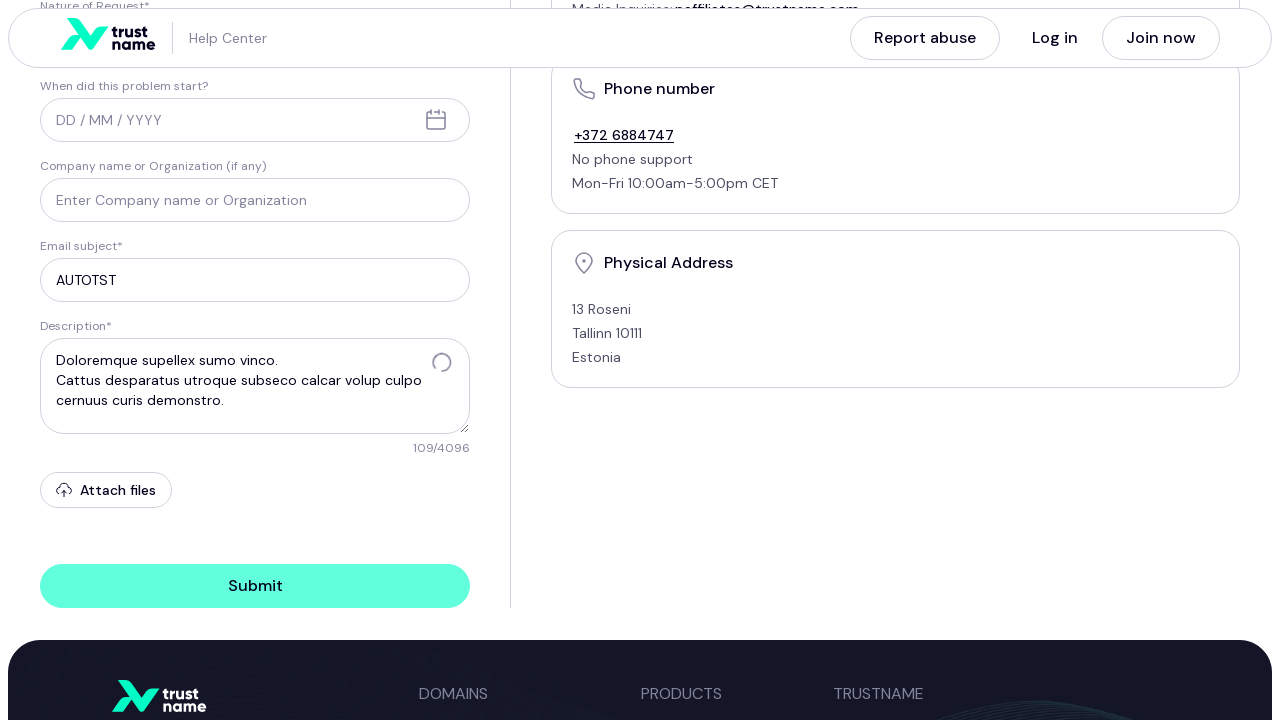 Nature of Request*
Media Inquiries: naffiliates@trustname.com
trust
name
Help Center
Report abuse
Log in
Join now
When did this problem start?
DD / MM / YYYY
Company name or Organization (if any)
Enter Company name or Organization
Email subject*
AUTOTST
Description*
Doloremque supellex sumo vinco.
Cattus desparatus utroque subseco calcar volup culpo
cernuus curis demonstro.
109/4096
Attach files
Submit
Phone number
+372 6884747
No phone support
Mon-Fri 10:00am-5:00pm CET
Physical Address
13 Roseni
Tallinn 10111
Estonia
trust
name
DOMAINS
PRODUCTS
TRUSTNAME